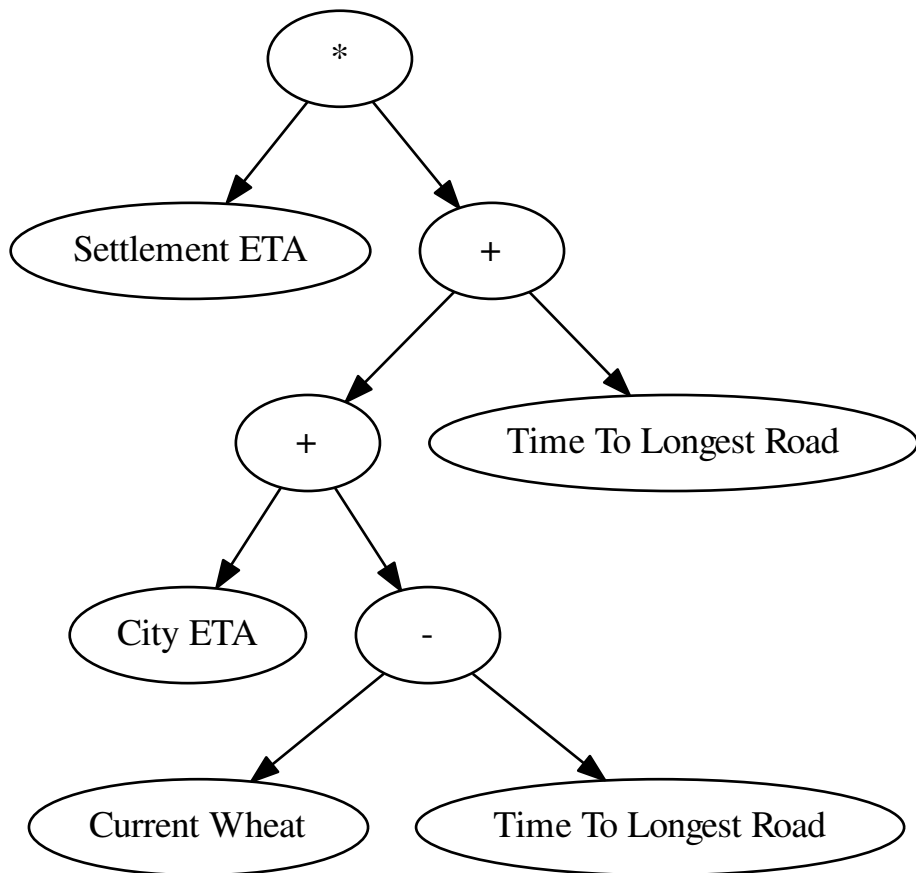 *
Settlement ETA
+
+
Time To Longest Road
City ETA
-
Current Wheat
Time To Longest Road